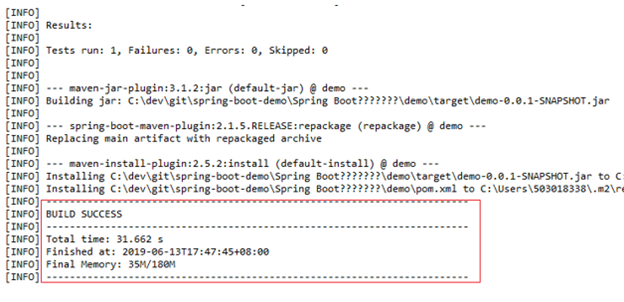 [INFO]
[INFO] Results:
[INFO]
[INFO] Tests run: 1, Failures: 0, Errors: 0, Skipped: 0
[INFO]
[INFO]
[INFO] --- maven-jar-plugin:3.1.2:jar (default-jar) @ demo ---
[INFO] Building jar: C:\dev\git\spring-boot-demo\Spring Boot???????\demo\target\demo-0.0.1-SNAPSHOT.jar
[INFO]
[INFO] --- spring-boot-maven-plugin:2.1.5.RELEASE:repackage (repackage) @ demo ---
[INFO] Replacing main artifact with repackaged archive
[INFO]
[INFO] --- maven-install-plugin:2.5.2:install (default-install) @ demo ---
[INFO] Installing C:\dev\git\spring-boot-demo\Spring Boot???????\demo\target\demo-0.0.1-SNAPSHOT.jar to C:
[INFO] Installing C:\dev\git\spring-boot-demo\Spring Boot???????\demo\pom.xml to C:\Users\503018338\.m2\re
[INFO] ------------------------------------------------------------------------
[INFO] BUILD SUCCESS
[INFO] ------------------------------------------------------------------------
[INFO] Total time: 31.662 s
[INFO] Finished at: 2019-06-13T17:47:45+08:00
[INFO] Final Memory: 35M/180M
[INFO] ------------------------------------------------------------------------